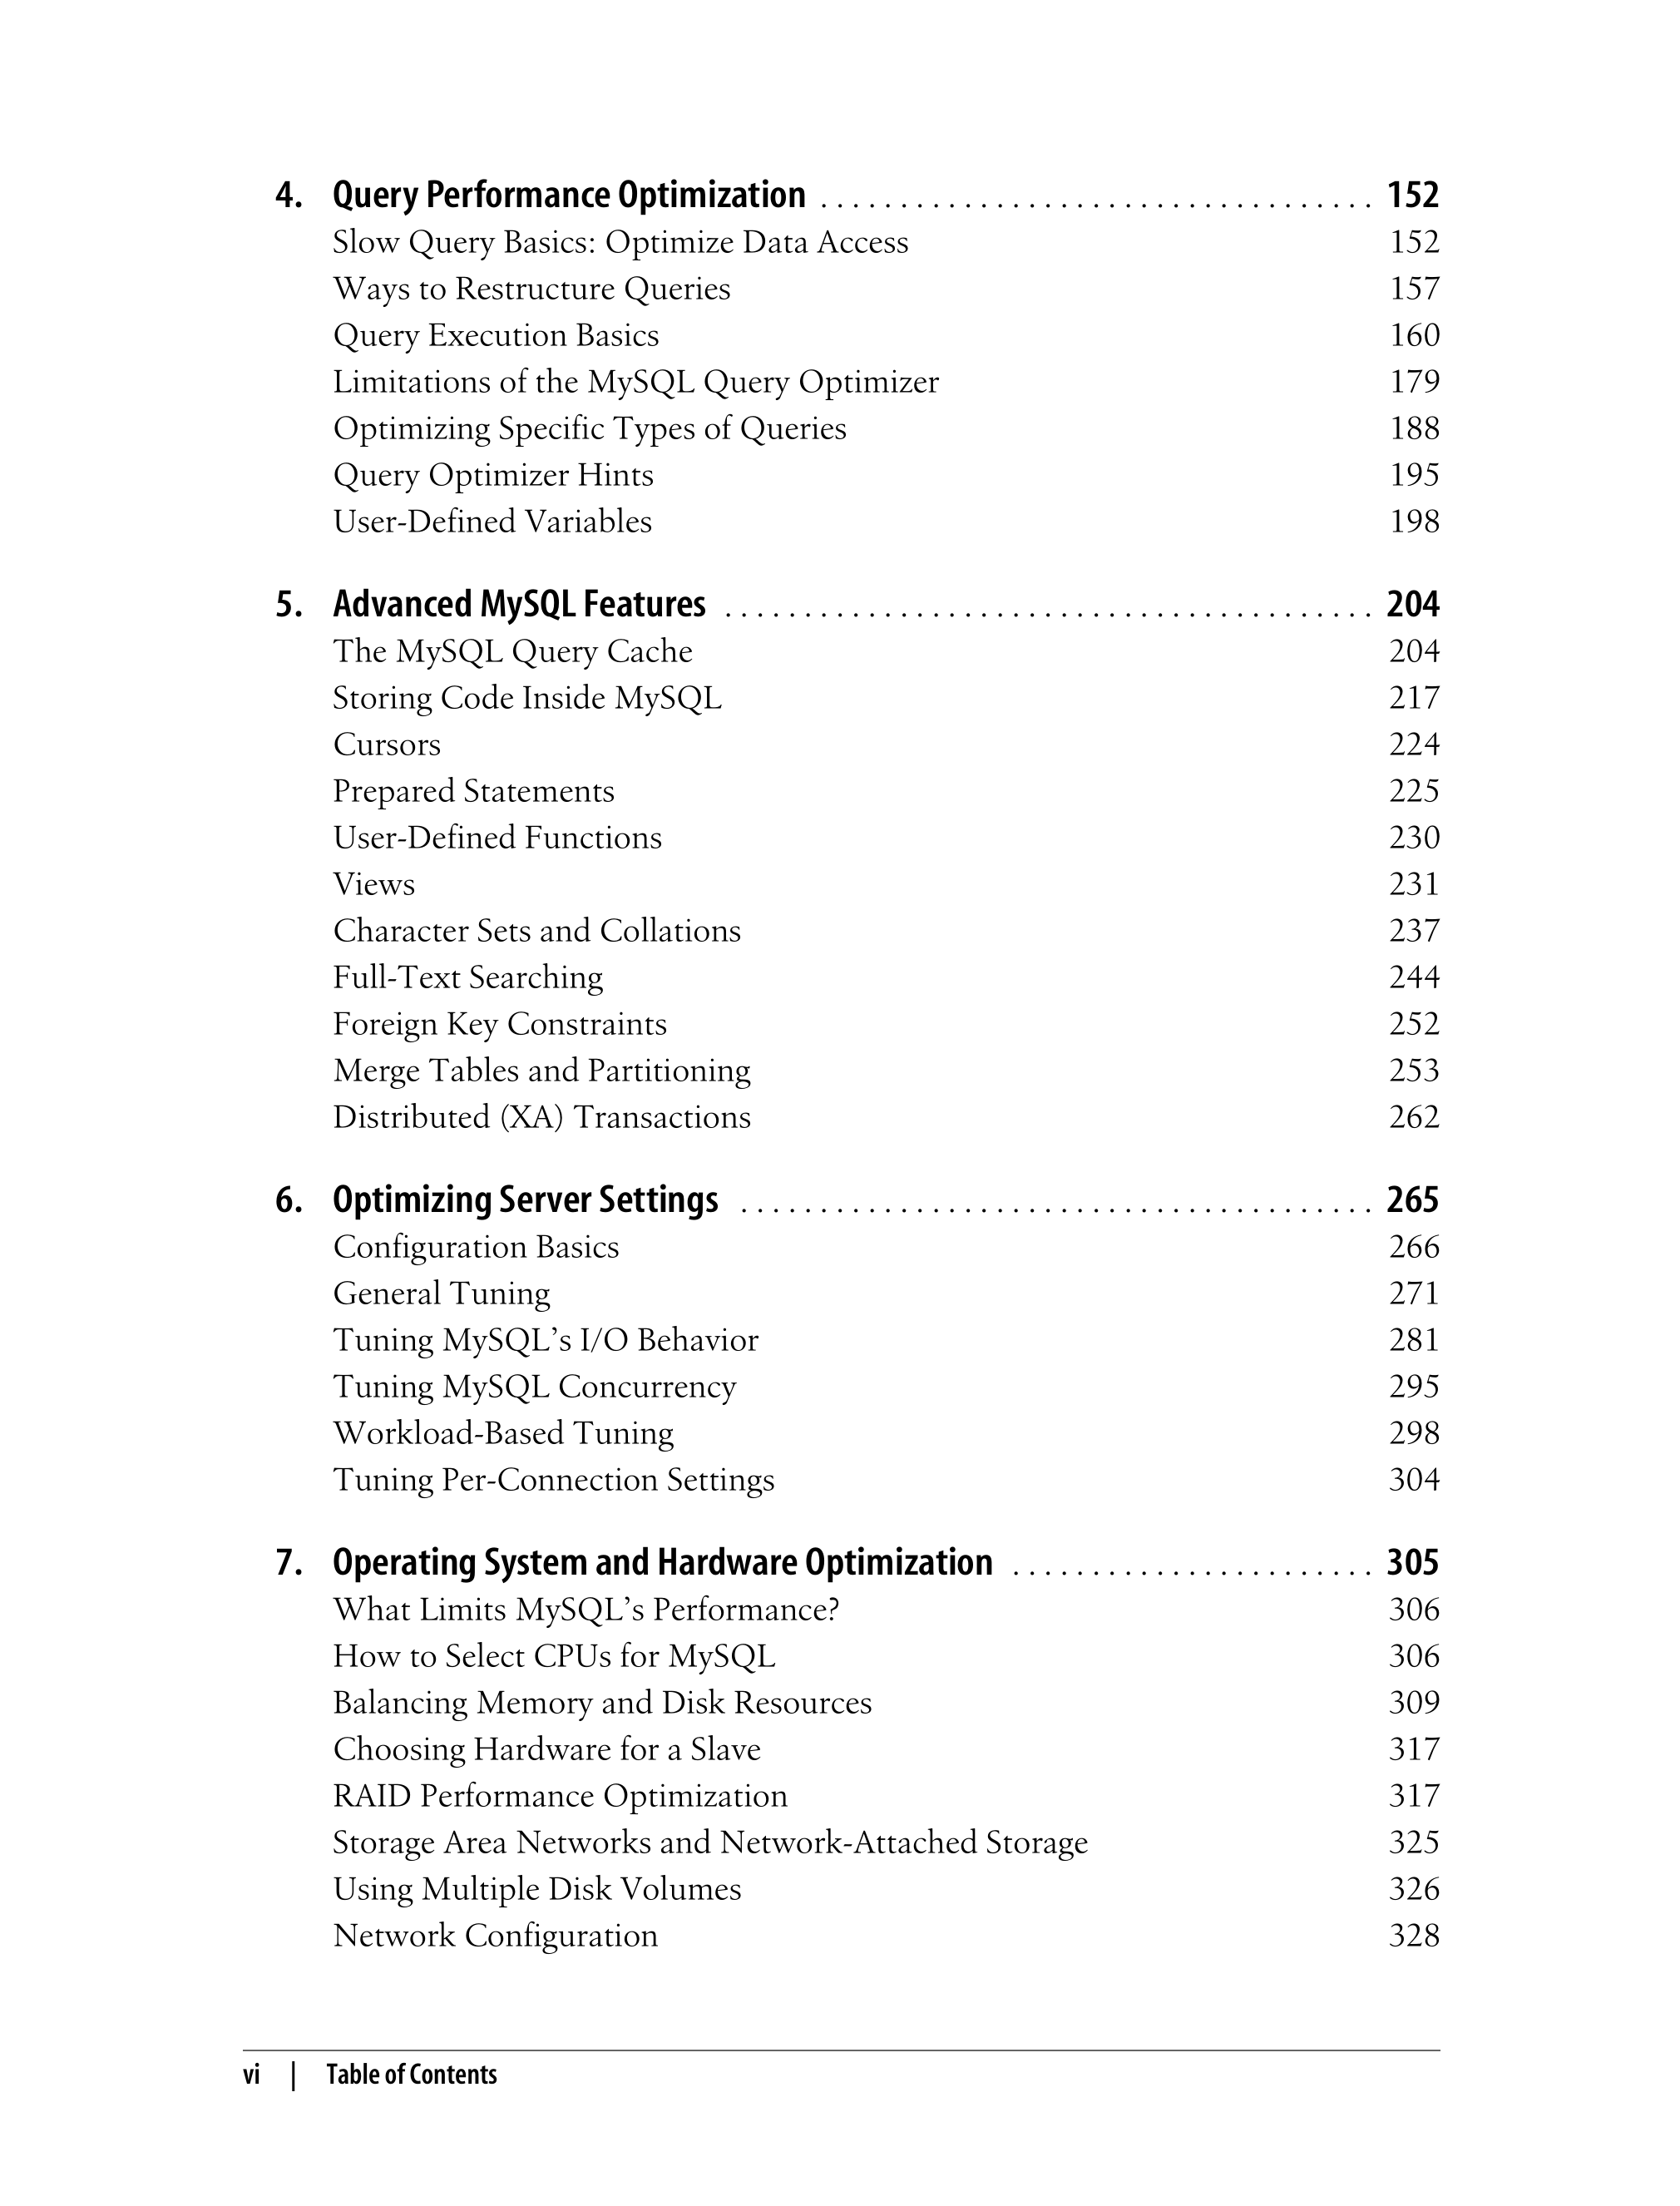 4. Query Performance Optimization . . . . . . . . . . . . . . . . . . . . . . . . . . . . . . . . . . . 152
Slow Query Basics: Optimize Data Access 152
Ways to Restructure Queries 157
Query Execution Basics 160
Limitations of the MySQL Query Optimizer 179
Optimizing Specific Types of Queries 188
Query Optimizer Hints 195
User-Defined Variables 198
5. Advanced MySQL Features . . . . . . . . . . . . . . . . . . . . . . . . . . . . . . . . . . . . . . . . . 204
The MySQL Query Cache 204
Storing Code Inside MySQL 217
Cursors 224
Prepared Statements 225
User-Defined Functions 230
Views 231
Character Sets and Collations 237
Full-Text Searching 244
Foreign Key Constraints 252
Merge Tables and Partitioning 253
Distributed (XA) Transactions 262
6. Optimizing Server Settings . . . . . . . . . . . . . . . . . . . . . . . . . . . . . . . . . . . . . . . . 265
Configuration Basics 266
General Tuning 271
Tuning MySQL’s I/O Behavior 281
Tuning MySQL Concurrency 295
Workload-Based Tuning 298
Tuning Per-Connection Settings 304
7. Operating System and Hardware Optimization . . . . . . . . . . . . . . . . . . . . . . . 305
What Limits MySQL’s Performance? 306
How to Select CPUs for MySQL 306
Balancing Memory and Disk Resources 309
Choosing Hardware for a Slave 317
RAID Performance Optimization 317
Storage Area Networks and Network-Attached Storage 325
Using Multiple Disk Volumes 326
Network Configuration 328
vi | Table of Contents